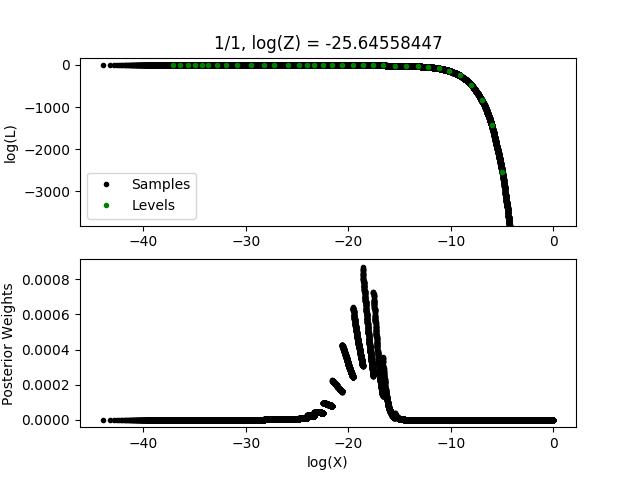 1/1, log(Z) = -25.64558447
log(L)
0
−1000
−2000
−3000
Samples
Levels
−40 −30 −20 −10 0
Posterior Weights
0.0008
0.0006
0.0004
0.0002
0.0000
−40 −30 −20 −10 0
log(X)